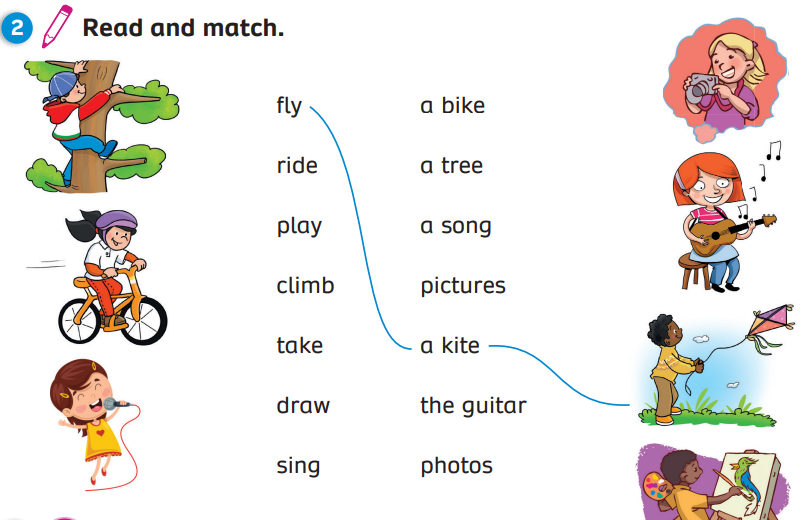 2 Read and match.
fly a bike
ride a tree
play a song
climb pictures
take a kite
draw the guitar
sing photos